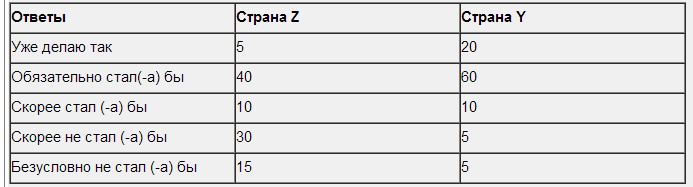 Ответы Страна Z Страна Y
Уже делаю так 5 20
Обязательно стал(-а) бы 40 60
Скорее стал (-а) бы 10 10
Скорее не стал (-а) бы 30 5
Безусловно не стал (-а) бы 15 5